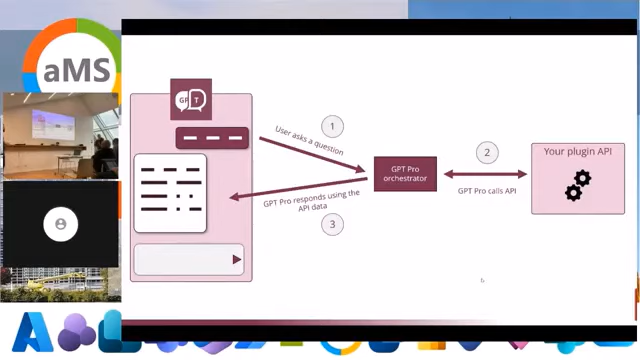 aMS
GPT
1
User asks a question
GPT Pro
orchestrator
2
GPT Pro calls API
Your plugin API
GPT Pro responds using the
API data
3
aMS